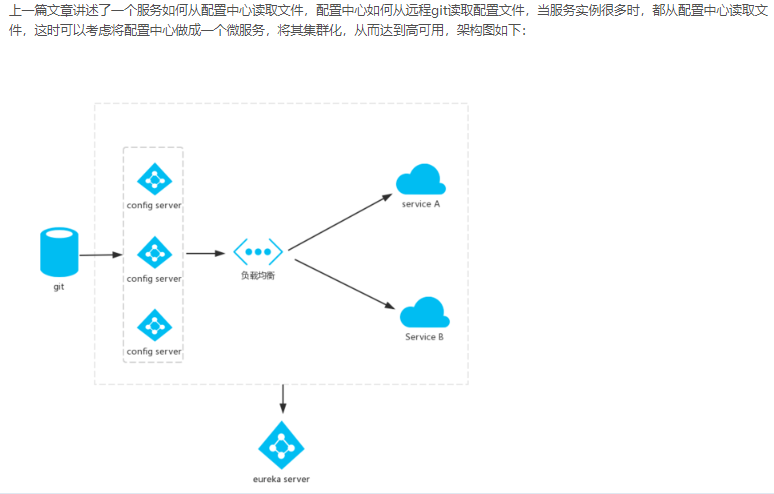 上一篇文章讲述了一个服务如何从配置中心读取文件，配置中心如何从远程git读取配置文件，当服务实例很多时，都从配置中心读取文
件，这时可以考虑将配置中心做成一个微服务，将其集群化，从而达到高可用，架构图如下：
config server
service A
git
config server
负载均衡
config server
Service B
eureka server